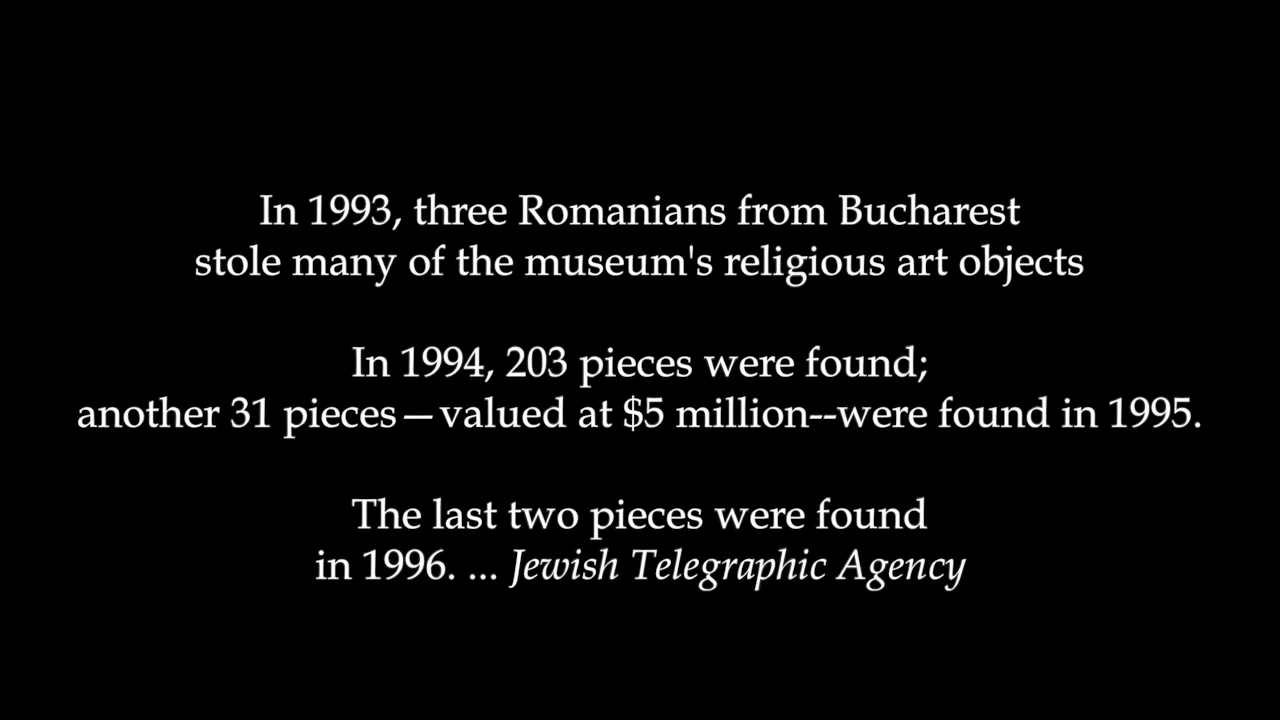 In 1993, three Romanians from Bucharest
stole many of the museum's religious art objects
In 1994, 203 pieces were found;
another 31 pieces—valued at $5 million--were found in 1995.
The last two pieces were found
in 1996. ... Jewish Telegraphic Agency